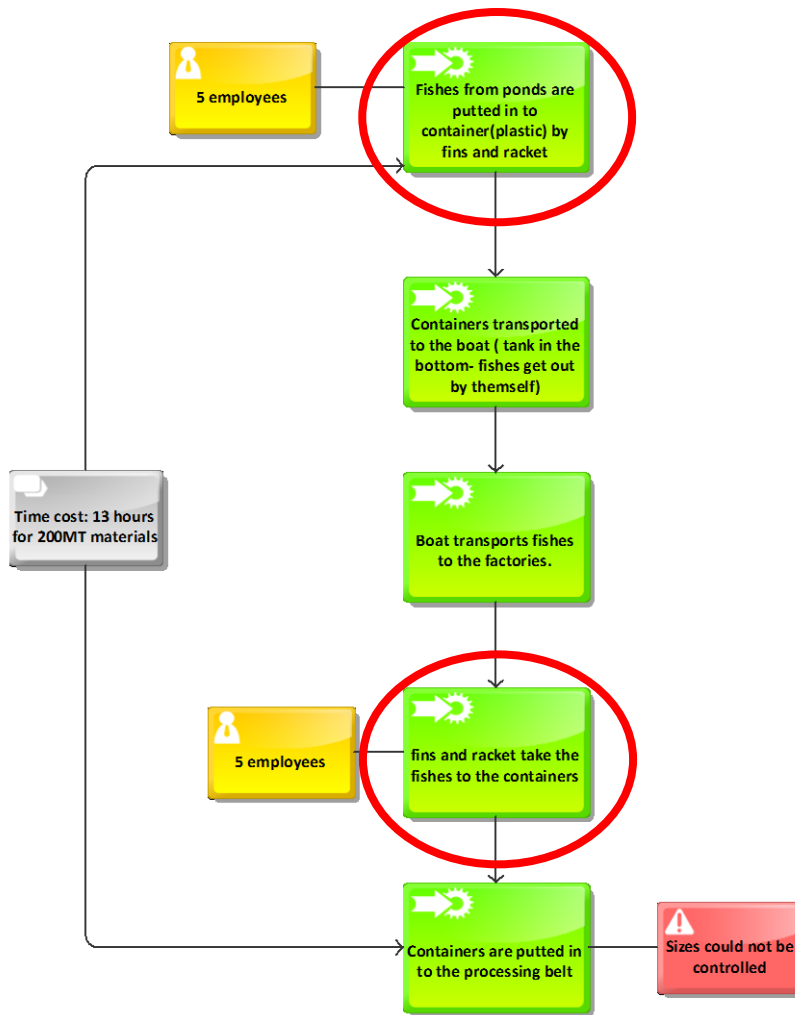 5 employees
Fishes from ponds are
putted in to
container(plastic) by
fins and racket
Containers transported
to the boat ( tank in the
bottom- fishes get out
by themself)
Time cost: 13 hours
for 200MT materials
Boat transports fishes
to the factories.
5 employees
fins and racket take the
fishes to the containers
Containers are putted in
to the processing belt
Sizes could not be
controlled